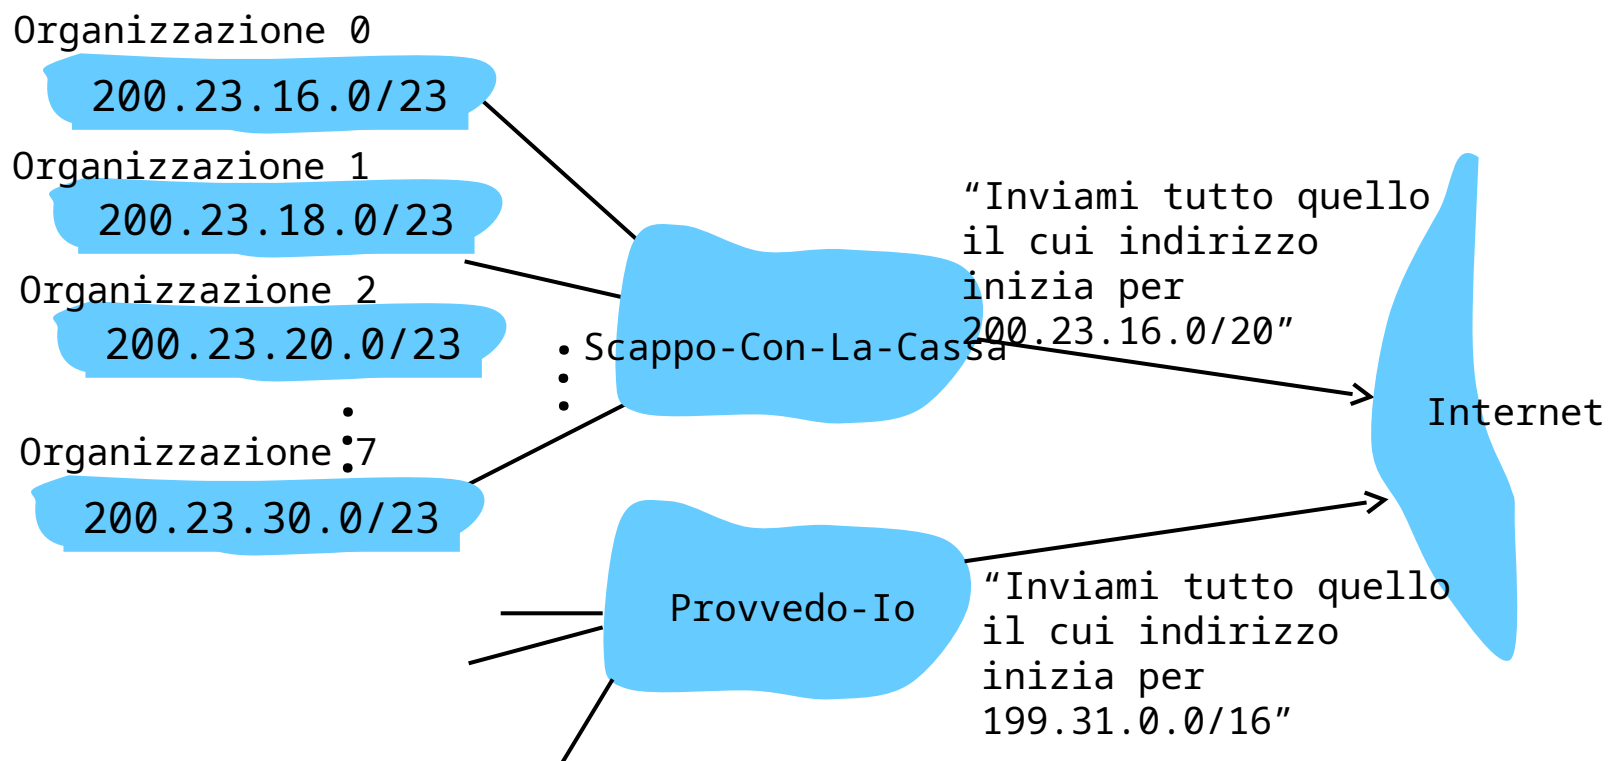 Organizzazione 0
200.23.16.0/23
Organizzazione 1
200.23.18.0/23
Organizzazione 2
200.23.20.0/23
Organizzazione 7
200.23.30.0/23
Scappo-Con-La-Cassa
“Inviami tutto quello
il cui indirizzo
inizia per
200.23.16.0/20”
Internet
Provvedo-Io
“Inviami tutto quello
il cui indirizzo
inizia per
199.31.0.0/16”